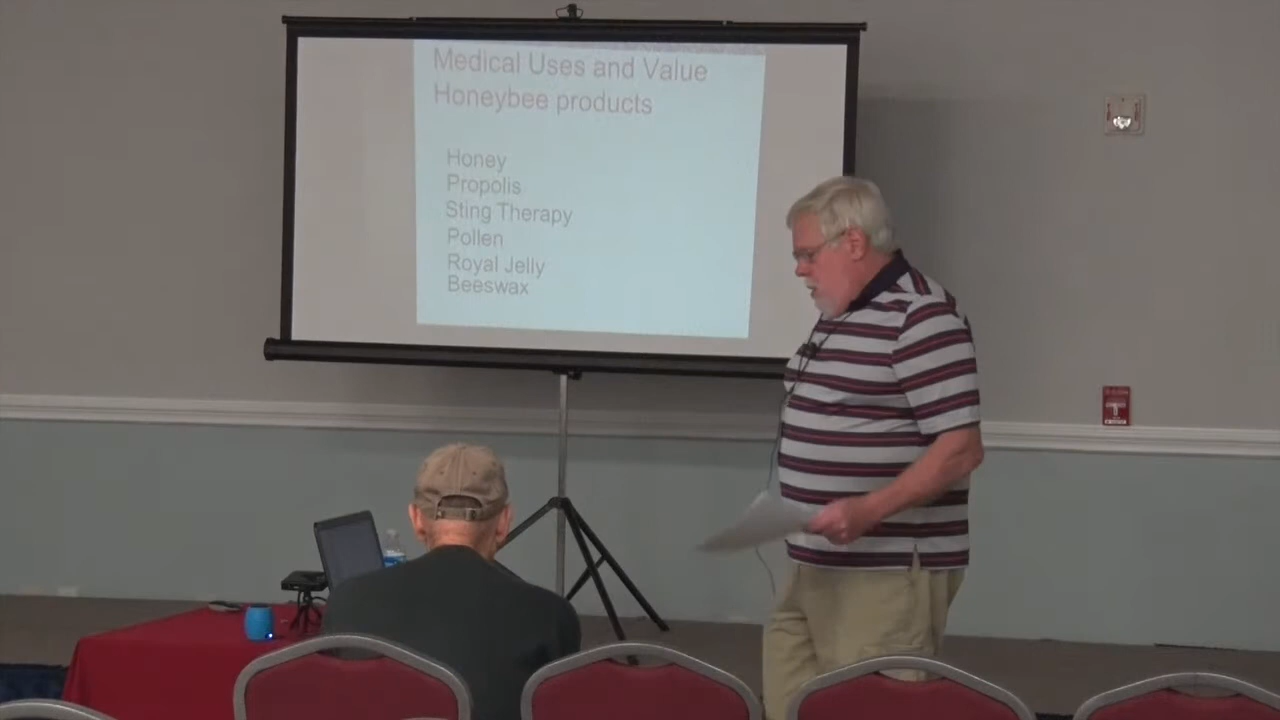 Medical Uses and Value
Honeybee products
Honey
Propolis
Sting Therapy
Pollen
Royal Jelly
Beeswax